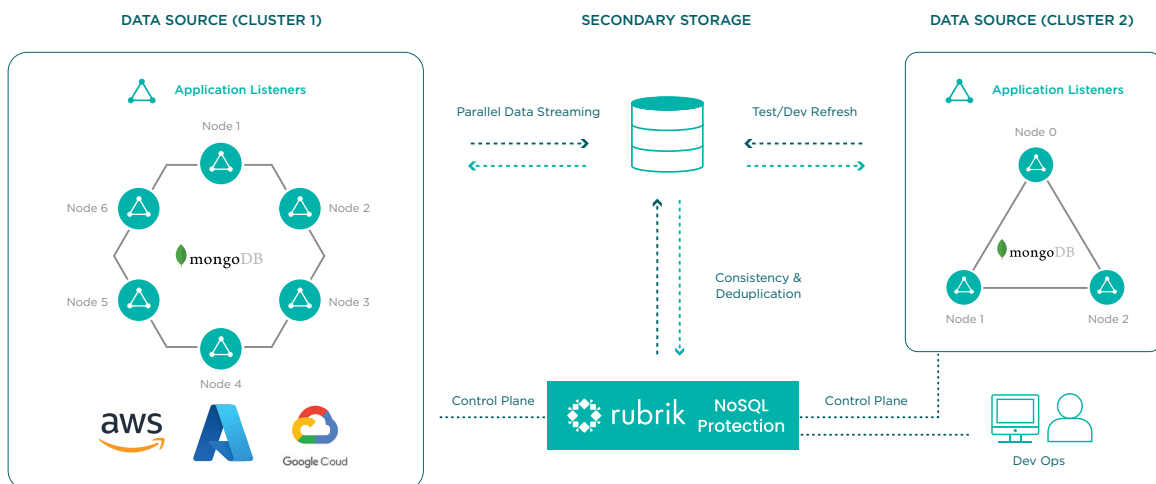 DATA SOURCE (CLUSTER 1)
SECONDARY STORAGE
DATA SOURCE (CLUSTER 2)
Application Listeners
Node 1
Node 6
Node 2
mongoDB
Node 5
Node 3
Node 4
aws
Google Cloud
Parallel Data Streaming
Test/Dev Refresh
Consistency &
Deduplication
Application Listeners
Node 0
mongoDB
Node 1
Node 2
Control Plane
rubrik
NoSQL
Protection
Control Plane
Dev Ops